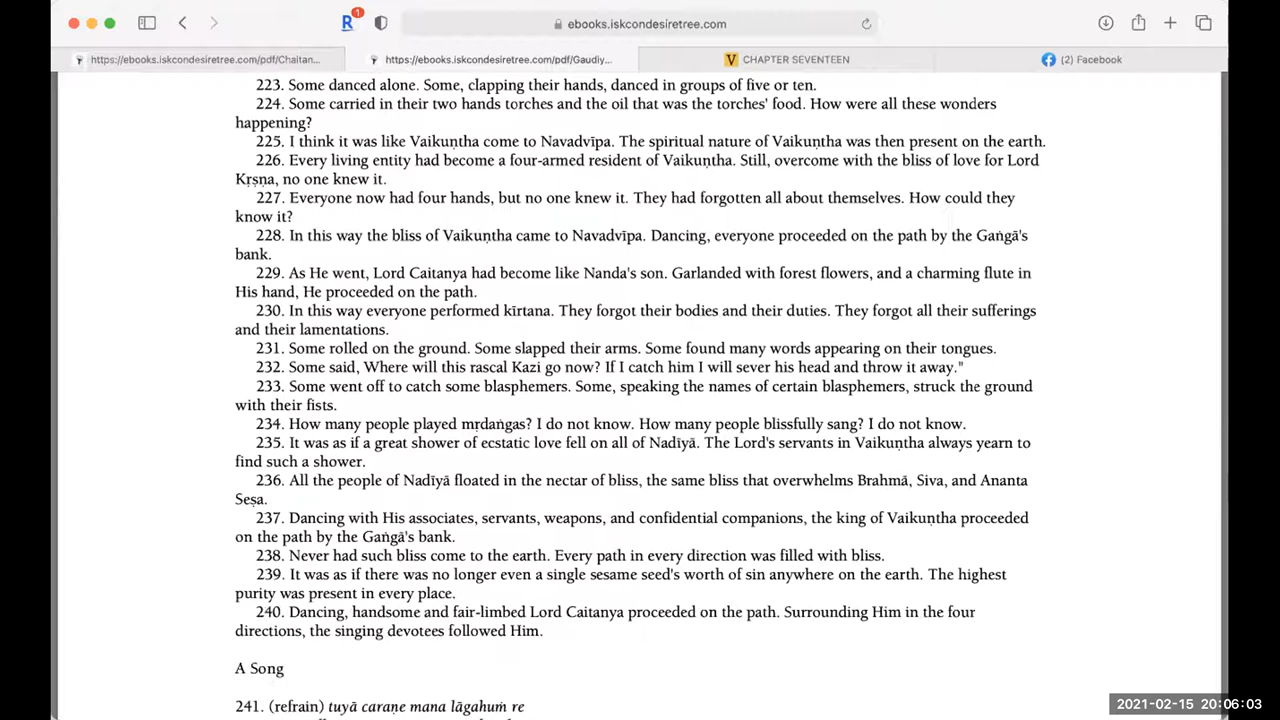 R
1
ebooks.iskcondesiretree.com
https://ebooks.iskcondesiretree.com/pdf/Chaitan...
https://ebooks.iskcondesiretree.com/pdf/Gaudiy...
V CHAPTER SEVENTEEN
(2) Facebook
223. Some danced alone. Some, clapping their hands, danced in groups of five or ten.
224. Some carried in their two hands torches and the oil that was the torches' food. How were all these wonders
happening?
225. I think it was like Vaikuṇṭha come to Navadvīpa. The spiritual nature of Vaikuṇṭha was then present on the earth.
226. Every living entity had become a four-armed resident of Vaikuṇṭha. Still, overcome with the bliss of love for Lord
Kṛṣṇa, no one knew it.
227. Everyone now had four hands, but no one knew it. They had forgotten all about themselves. How could they
know it?
228. In this way the bliss of Vaikuṇṭha came to Navadvīpa. Dancing, everyone proceeded on the path by the Gaṅgā's
bank.
229. As He went, Lord Caitanya had become like Nanda's son. Garlanded with forest flowers, and a charming flute in
His hand, He proceeded on the path.
230. In this way everyone performed kīrtana. They forgot their bodies and their duties. They forgot all their sufferings
and their lamentations.
231. Some rolled on the ground. Some slapped their arms. Some found many words appearing on their tongues.
232. Some said, Where will this rascal Kazi go now? If I catch him I will sever his head and throw it away."
233. Some went off to catch some blasphemers. Some, speaking the names of certain blasphemers, struck the ground
with their fists.
234. How many people played mṛdaṅgas? I do not know. How many people blissfully sang? I do not know.
235. It was as if a great shower of ecstatic love fell on all of Nadīyā. The Lord's servants in Vaikuṇṭha always yearn to
find such a shower.
236. All the people of Nadīyā floated in the nectar of bliss, the same bliss that overwhelms Brahmā, Siva, and Ananta
Seṣa.
237. Dancing with His associates, servants, weapons, and confidential companions, the king of Vaikuṇṭha proceeded
on the path by the Gaṅgā's bank.
238. Never had such bliss come to the earth. Every path in every direction was filled with bliss.
239. It was as if there was no longer even a single sesame seed's worth of sin anywhere on the earth. The highest
purity was present in every place.
240. Dancing, handsome and fair-limbed Lord Caitanya proceeded on the path. Surrounding Him in the four
directions, the singing devotees followed Him.
A Song
241. (refrain) tuyā caraṇe mana lāgahuṁ re
2021-02-15 20:06:03